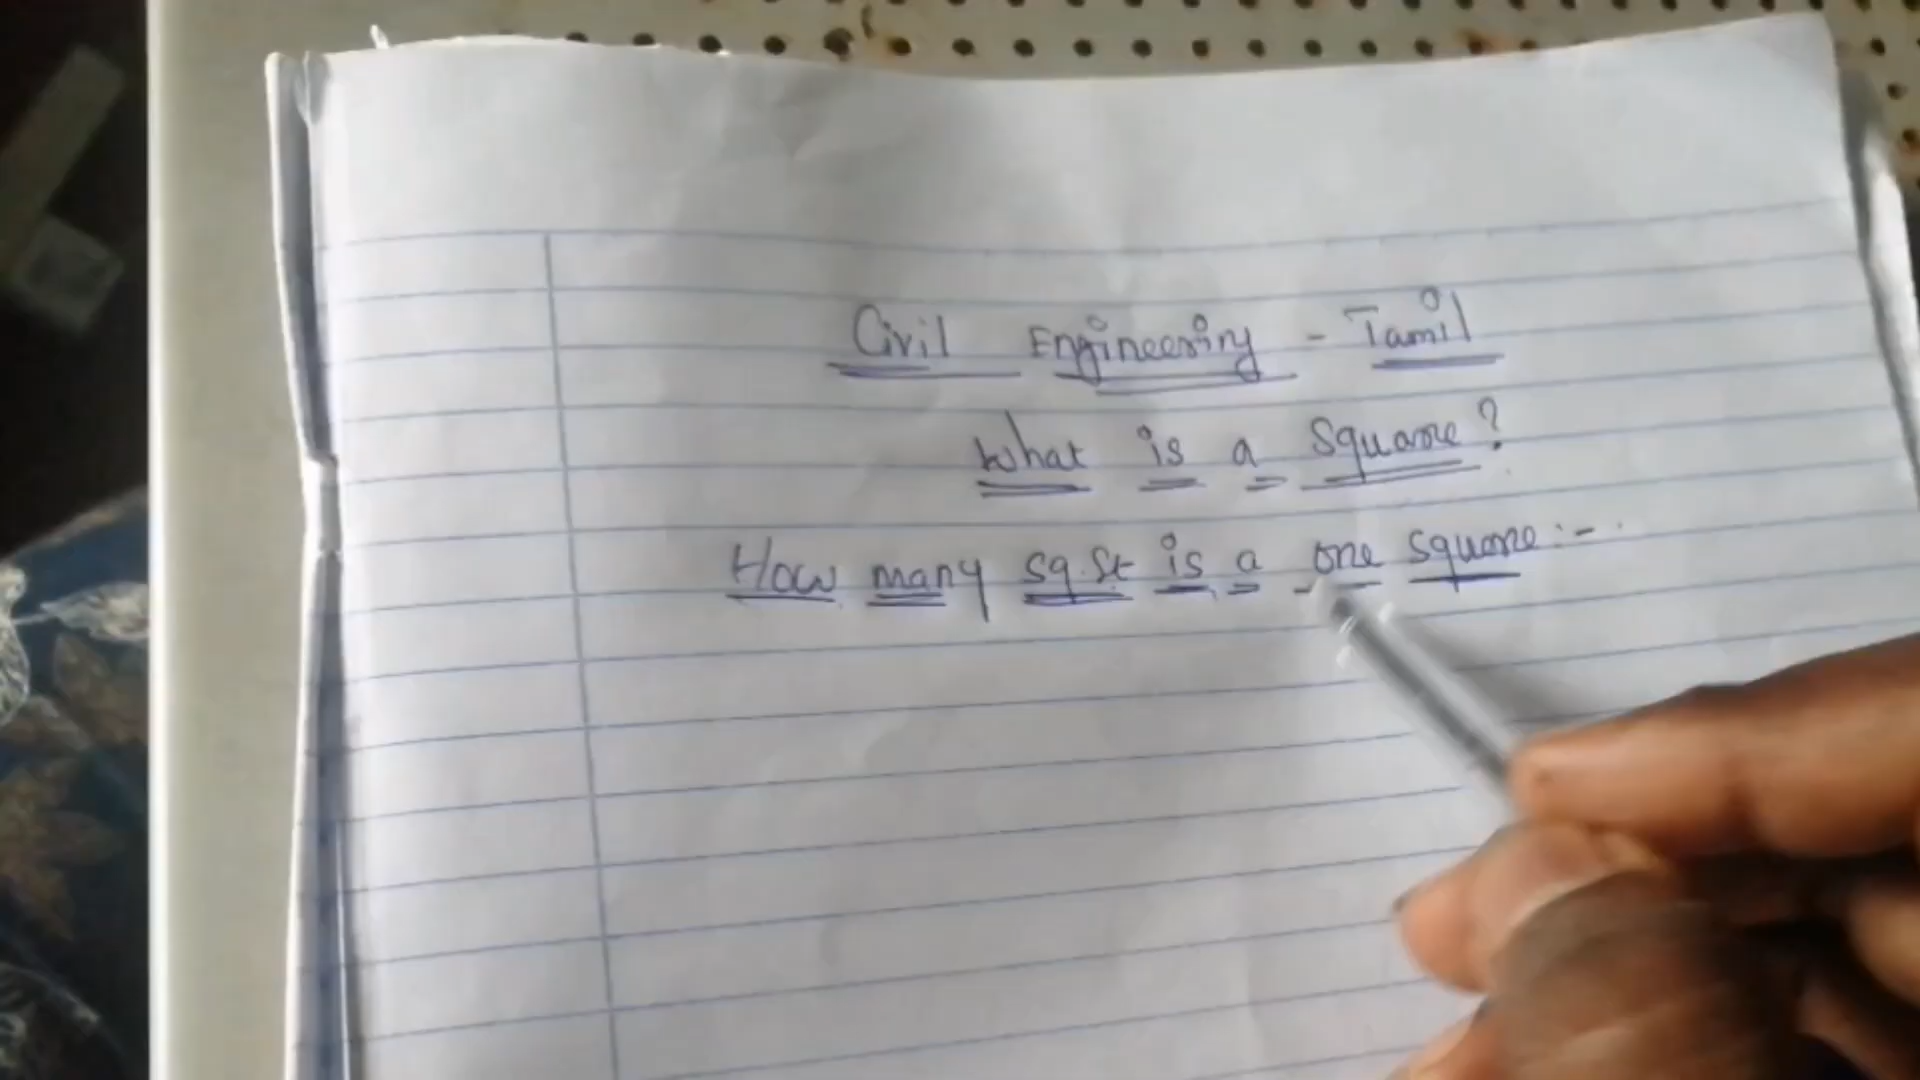 Civil Engineering - Tamil
What is a Square?
How many sq.ft is a one square:-